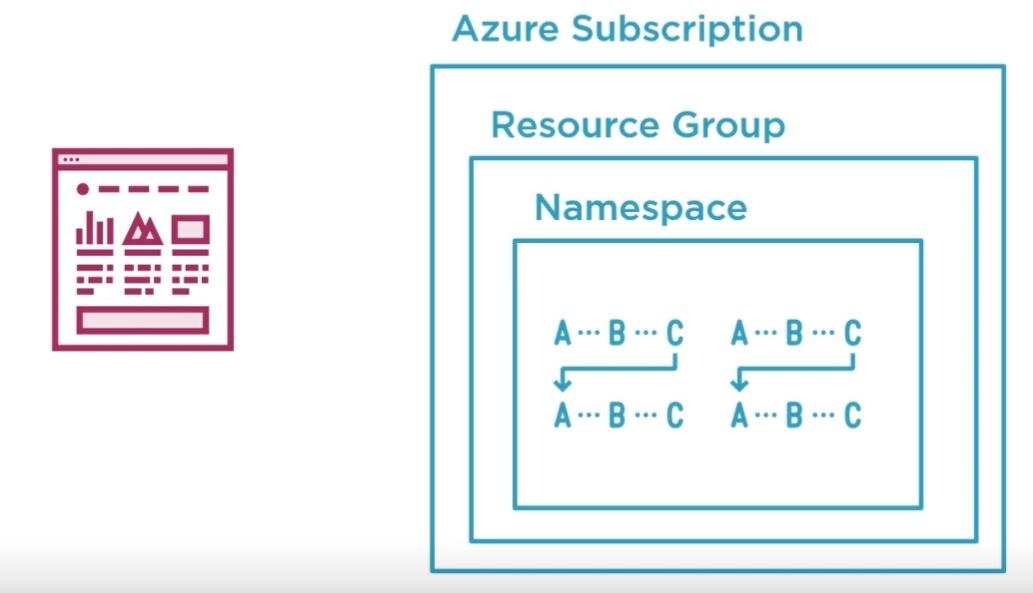 Azure Subscription
Resource Group
Namespace
A ··· B ··· C A ··· B ··· C
A ··· B ··· C A ··· B ··· C